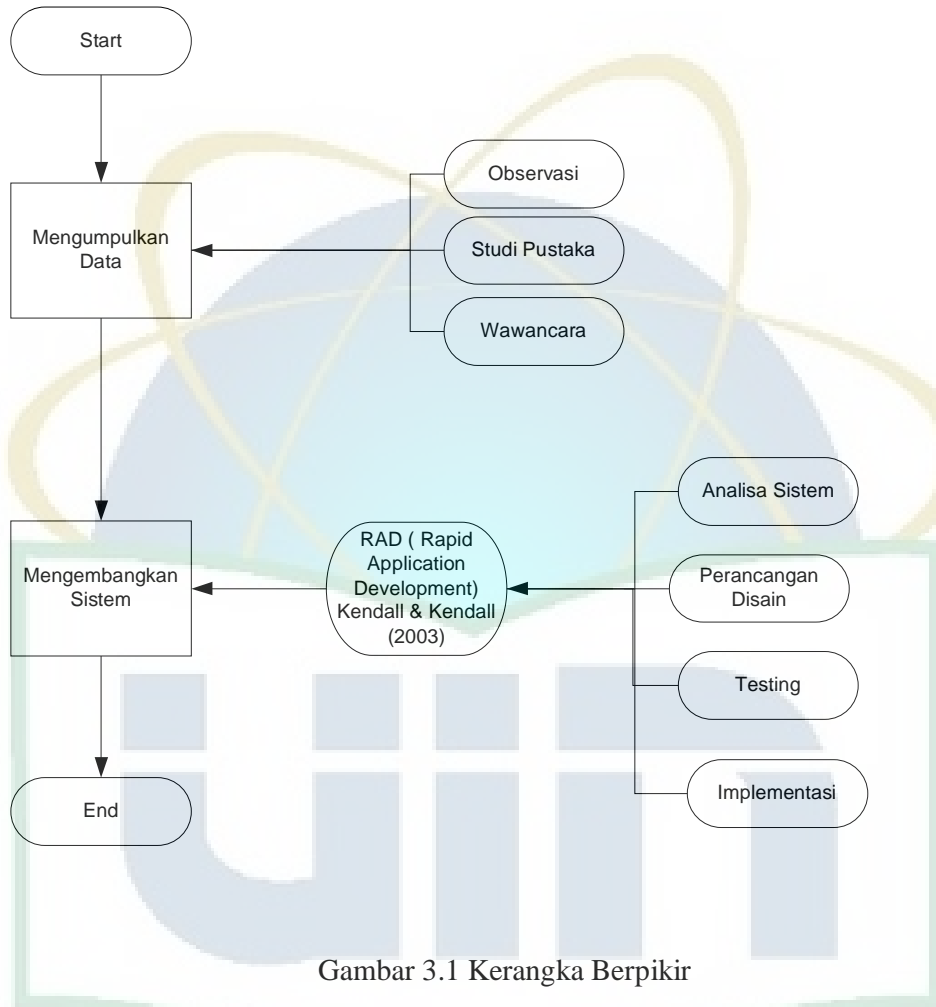 Start
Observasi
Mengumpulkan
Data
Studi Pustaka
Wawancara
Analisa Sistem
RAD ( Rapid
Application
Development)
Kendall & Kendall
(2003)
Mengembangkan
Sistem
Perancangan
Disain
Testing
Implementasi
End
uin
Gambar 3.1 Kerangka Berpikir